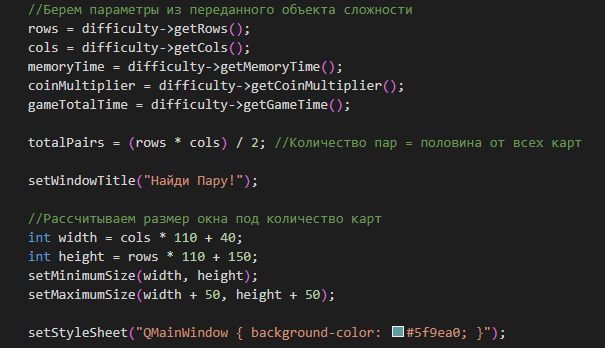 //Берем параметры из переданного объекта сложности
rows = difficulty->getRows();
cols = difficulty->getCols();
memoryTime = difficulty->getMemoryTime();
coinMultiplier = difficulty->getCoinMultiplier();
gameTotalTime = difficulty->getGameTime();
totalPairs = (rows * cols) / 2; //Количество пар = половина от всех карт
setWindowTitle("Найди Пару!");
//Рассчитываем размер окна под количество карт
int width = cols * 110 + 40;
int height = rows * 110 + 150;
setMinimumSize(width, height);
setMaximumSize(width + 50, height + 50);
setStyleSheet("QMainWindow { background-color: #5f9ea0; }");